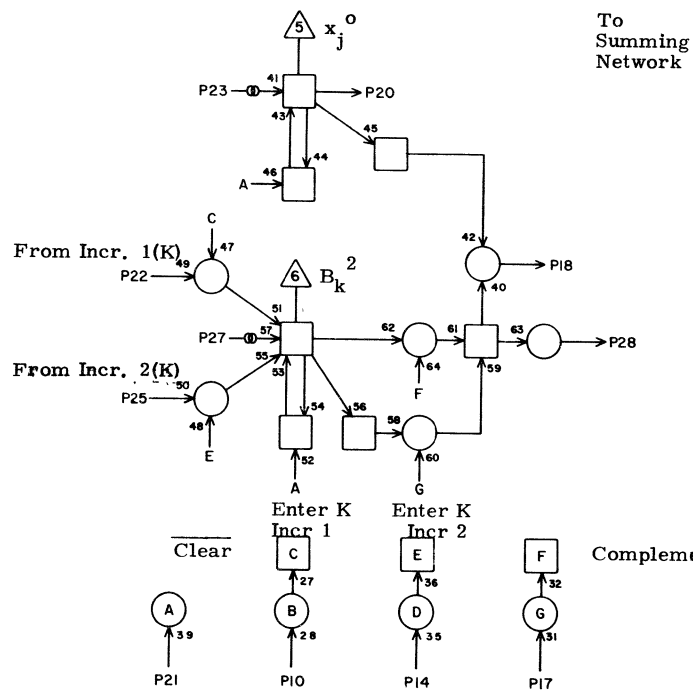 5 x_j^o
To
Summing
Network
P23 41 P20
43 44 45
A 46
C
From Incr. 1(K) 47
49
P22
42
P18
40
6 B_k^2
51
P27 57 62 61 63 P28
55 53 59
From Incr. 2(K)
50
P25
64
F
54 56 58
48
E
52 60
A G
Enter K Enter K
Incr 1 Incr 2
Clear C E F Compleme
27 36 32
A B D G
39 28 35 31
P21 P10 P14 P17